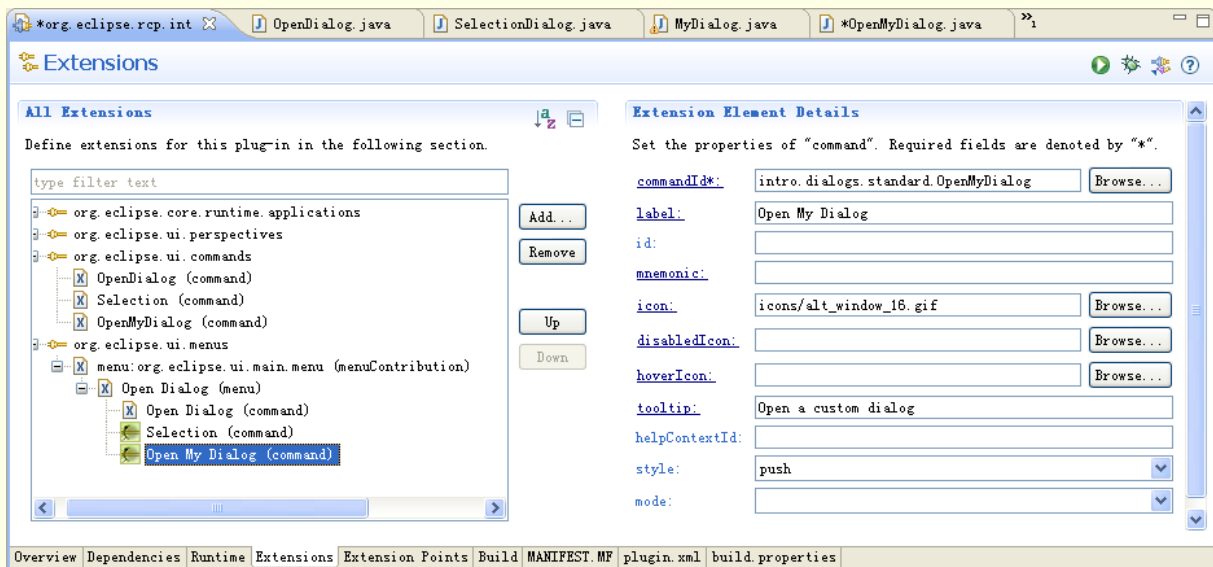 *org.eclipse.rcp.int OpenDialog.java SelectionDialog.java MyDialog.java *OpenMyDialog.java »1
Extensions
All Extensions
Define extensions for this plug-in in the following section.
type filter text
org.eclipse.core.runtime.applications
org.eclipse.ui.perspectives
org.eclipse.ui.commands
OpenDialog (command)
Selection (command)
OpenMyDialog (command)
org.eclipse.ui.menus
menu:org.eclipse.ui.main.menu (menuContribution)
Open Dialog (menu)
Open Dialog (command)
Selection (command)
Open My Dialog (command)
Add...
Remove
Up
Down
Extension Element Details
Set the properties of "command". Required fields are denoted by "*".
commandId*: intro.dialogs.standard.OpenMyDialog Browse...
label: Open My Dialog
id:
mnemonic:
icon: icons/alt_window_16.gif Browse...
disabledIcon: Browse...
hoverIcon: Browse...
tooltip: Open a custom dialog
helpContextId:
style: push
mode:
Overview Dependencies Runtime Extensions Extension Points Build MANIFEST.MF plugin.xml build.properties